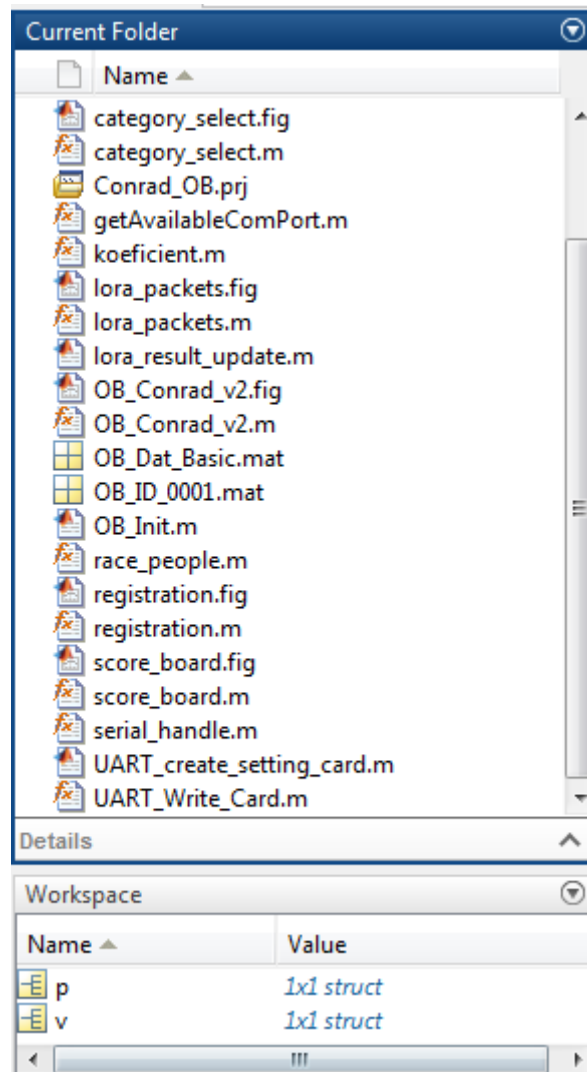 Current Folder
Name
category_select.fig
category_select.m
Conrad_OB.prj
getAvailableComPort.m
koeficient.m
lora_packets.fig
lora_packets.m
lora_result_update.m
OB_Conrad_v2.fig
OB_Conrad_v2.m
OB_Dat_Basic.mat
OB_ID_0001.mat
OB_Init.m
race_people.m
registration.fig
registration.m
score_board.fig
score_board.m
serial_handle.m
UART_create_setting_card.m
UART_Write_Card.m
Details
Workspace
Name Value
p 1x1 struct
v 1x1 struct